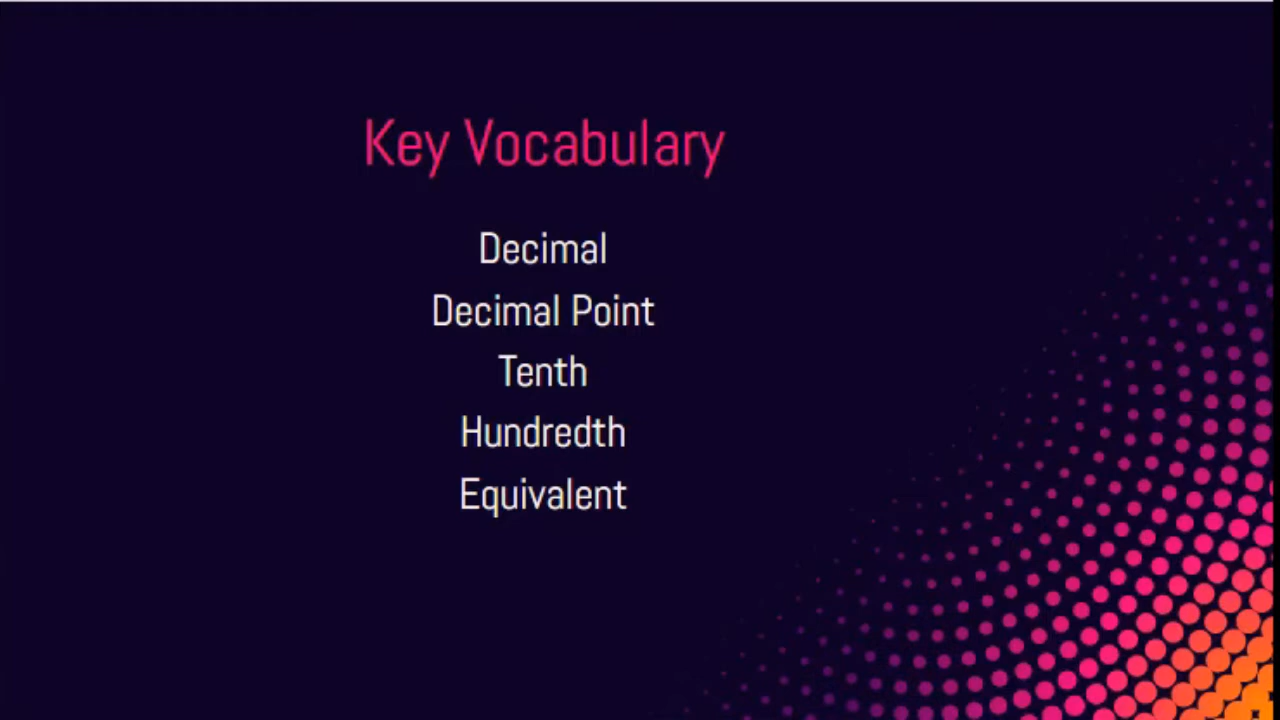 Key Vocabulary
Decimal
Decimal Point
Tenth
Hundredth
Equivalent